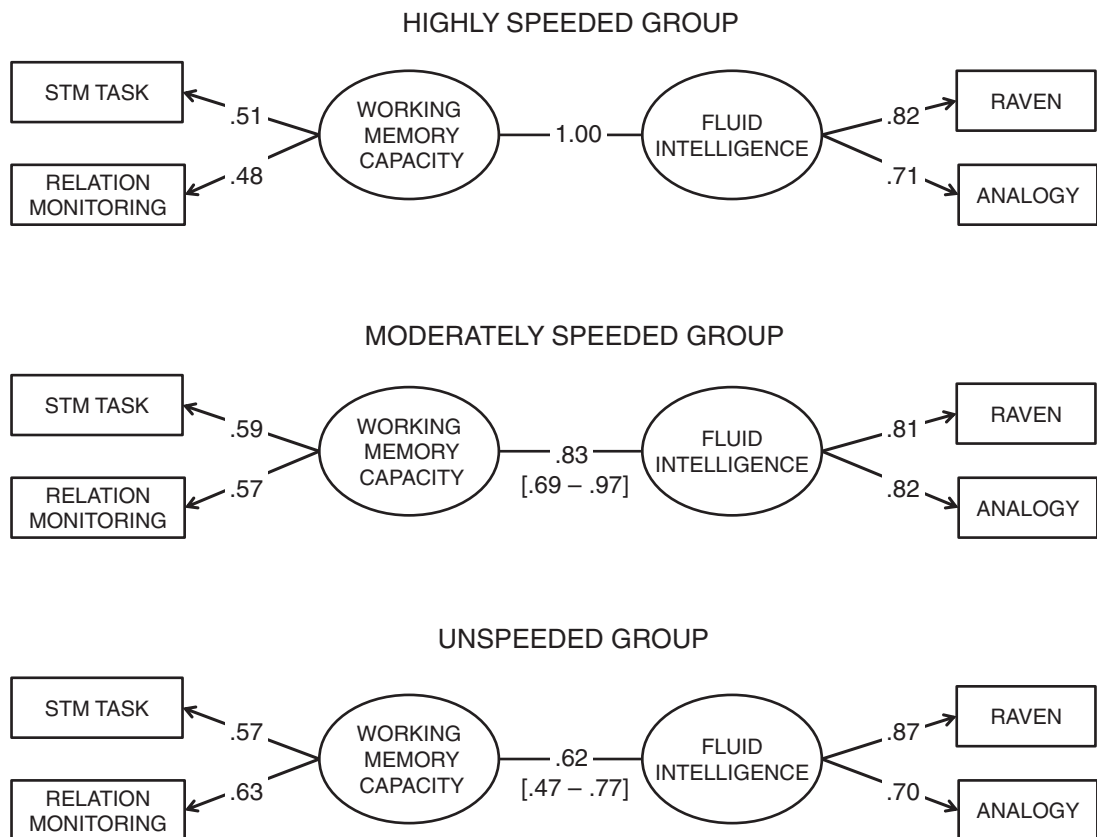 HIGHLY SPEEDED GROUP
STM TASK
.51
.48
RELATION
MONITORING
WORKING
MEMORY
CAPACITY
1.00
FLUID
INTELLIGENCE
.82
.71
RAVEN
ANALOGY
MODERATELY SPEEDED GROUP
STM TASK
.59
.57
RELATION
MONITORING
WORKING
MEMORY
CAPACITY
.83
[.69 – .97]
FLUID
INTELLIGENCE
.81
.82
RAVEN
ANALOGY
UNSPEEDED GROUP
STM TASK
.57
.63
RELATION
MONITORING
WORKING
MEMORY
CAPACITY
.62
[.47 – .77]
FLUID
INTELLIGENCE
.87
.70
RAVEN
ANALOGY